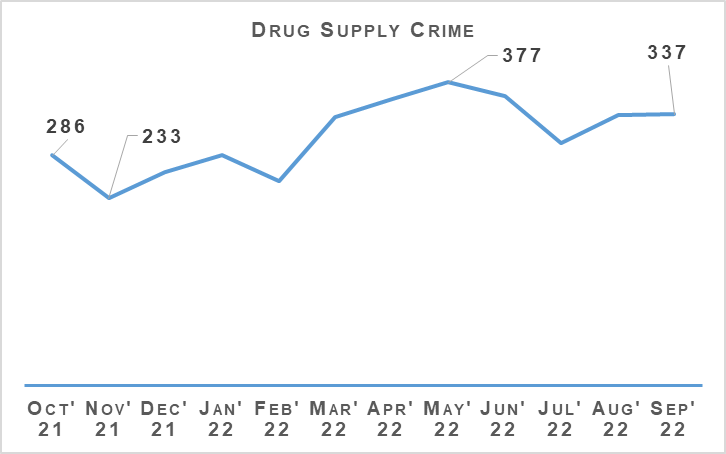 Drug Supply Crime
377
337
286
233
Oct' Nov' Dec' Jan' Feb' Mar' Apr' May' Jun' Jul' Aug' Sep'
21 21 21 22 22 22 22 22 22 22 22 22